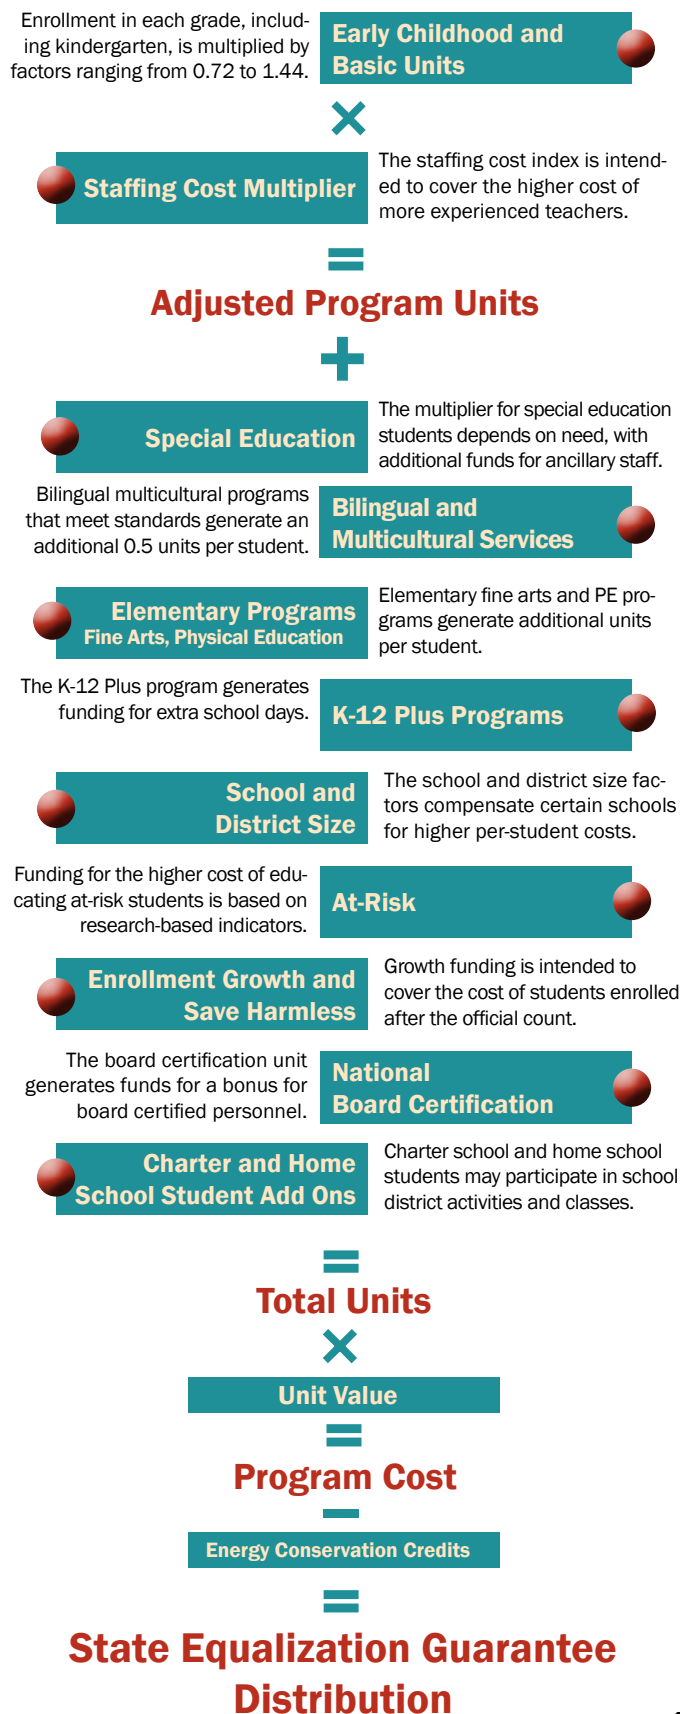 Enrollment in each grade, includ-
ing kindergarten, is multiplied by
factors ranging from 0.72 to 1.44.
Early Childhood and
Basic Units
×
Staffing Cost Multiplier
The staffing cost index is intend-
ed to cover the higher cost of
more experienced teachers.
=
Adjusted Program Units
+
Special Education
The multiplier for special education
students depends on need, with
additional funds for ancillary staff.
Bilingual multicultural programs
that meet standards generate an
additional 0.5 units per student.
Bilingual and
Multicultural Services
Elementary Programs
Fine Arts, Physical Education
Elementary fine arts and PE pro-
grams generate additional units
per student.
The K-12 Plus program generates
funding for extra school days.
K-12 Plus Programs
School and
District Size
The school and district size fac-
tors compensate certain schools
for higher per-student costs.
Funding for the higher cost of edu-
cating at-risk students is based on
research-based indicators.
At-Risk
Enrollment Growth and
Save Harmless
Growth funding is intended to
cover the cost of students enrolled
after the official count.
The board certification unit
generates funds for a bonus for
board certified personnel.
National
Board Certification
Charter and Home
School Student Add Ons
Charter school and home school
students may participate in school
district activities and classes.
=
Total Units
×
Unit Value
=
Program Cost
−
Energy Conservation Credits
=
State Equalization Guarantee
Distribution